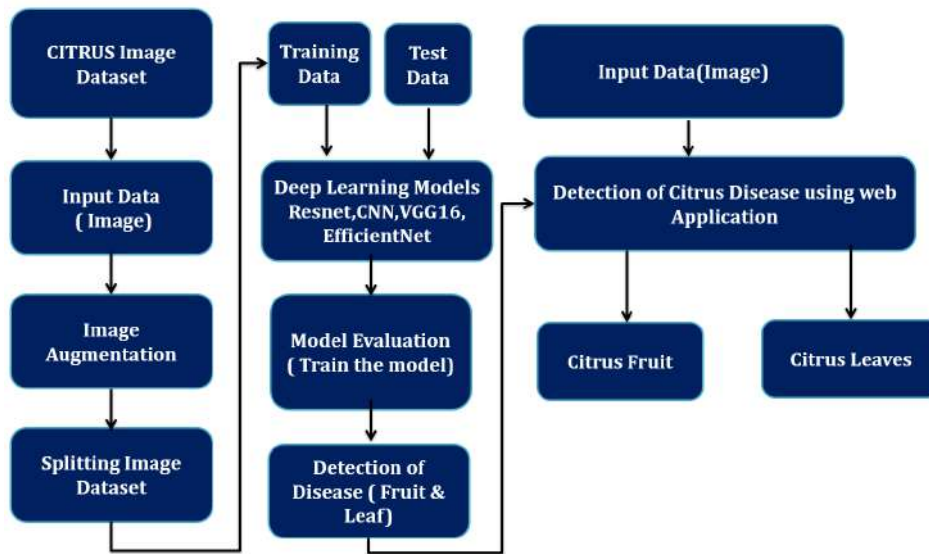 CITRUS Image
Dataset
Input Data
( Image)
Image
Augmentation
Splitting Image
Dataset
Training
Data
Test
Data
Deep Learning Models
Resnet,CNN,VGG16,
EfficientNet
Model Evaluation
( Train the model)
Detection of
Disease ( Fruit &
Leaf)
Input Data(Image)
Detection of Citrus Disease using web
Application
Citrus Fruit
Citrus Leaves